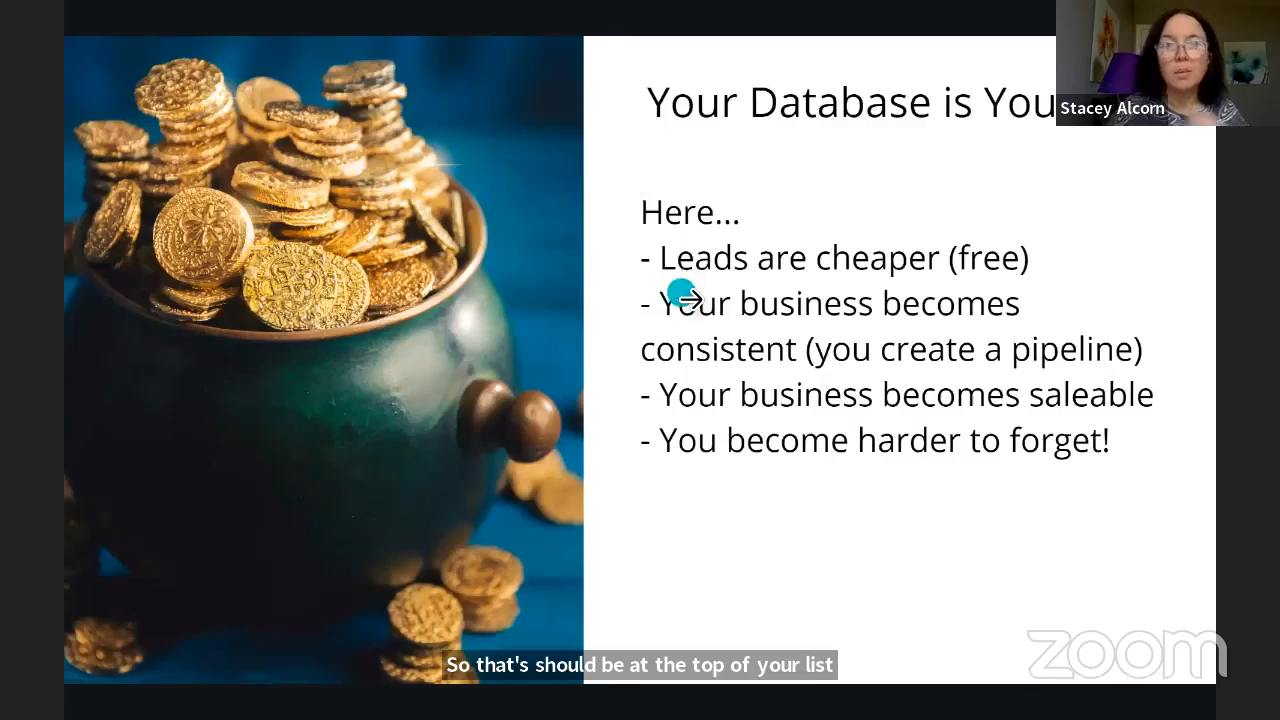 Your Database is You
Stacey Alcorn
Here...
- Leads are cheaper (free)
- Your business becomes
consistent (you create a pipeline)
- Your business becomes saleable
- You become harder to forget!
So that's should be at the top of your list
zoom